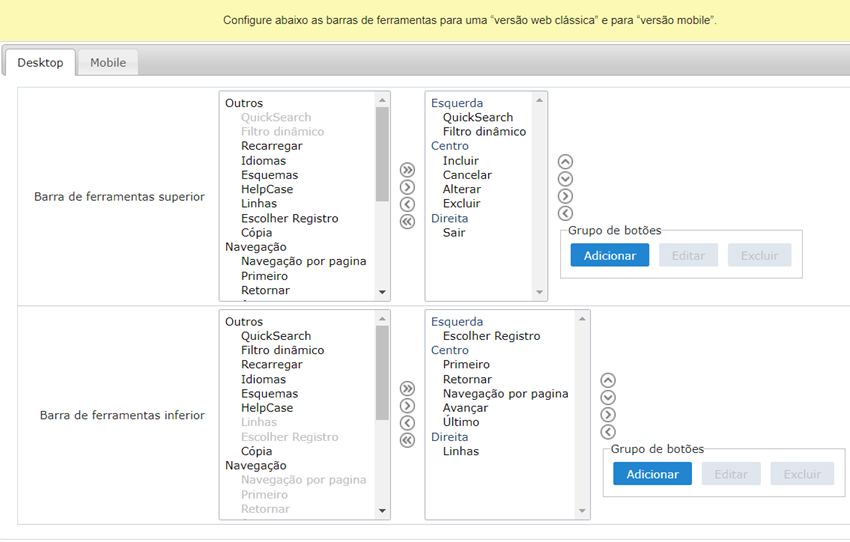 Configure abaixo as barras de ferramentas para uma “versão web clássica” e para “versão mobile”.
Desktop
Mobile
Barra de ferramentas superior
Outros
QuickSearch
Filtro dinâmico
Recarregar
Idiomas
Esquemas
HelpCase
Linhas
Escolher Registro
Cópia
Navegação
Navegação por pagina
Primeiro
Retornar
Esquerda
QuickSearch
Filtro dinâmico
Centro
Incluir
Cancelar
Alterar
Excluir
Direita
Sair
Grupo de botões
Adicionar
Editar
Excluir
Barra de ferramentas inferior
Outros
QuickSearch
Filtro dinâmico
Recarregar
Idiomas
Esquemas
HelpCase
Linhas
Escolher Registro
Cópia
Navegação
Navegação por pagina
Primeiro
Retornar
Esquerda
Escolher Registro
Centro
Primeiro
Retornar
Navegação por pagina
Avançar
Último
Direita
Linhas
Grupo de botões
Adicionar
Editar
Excluir